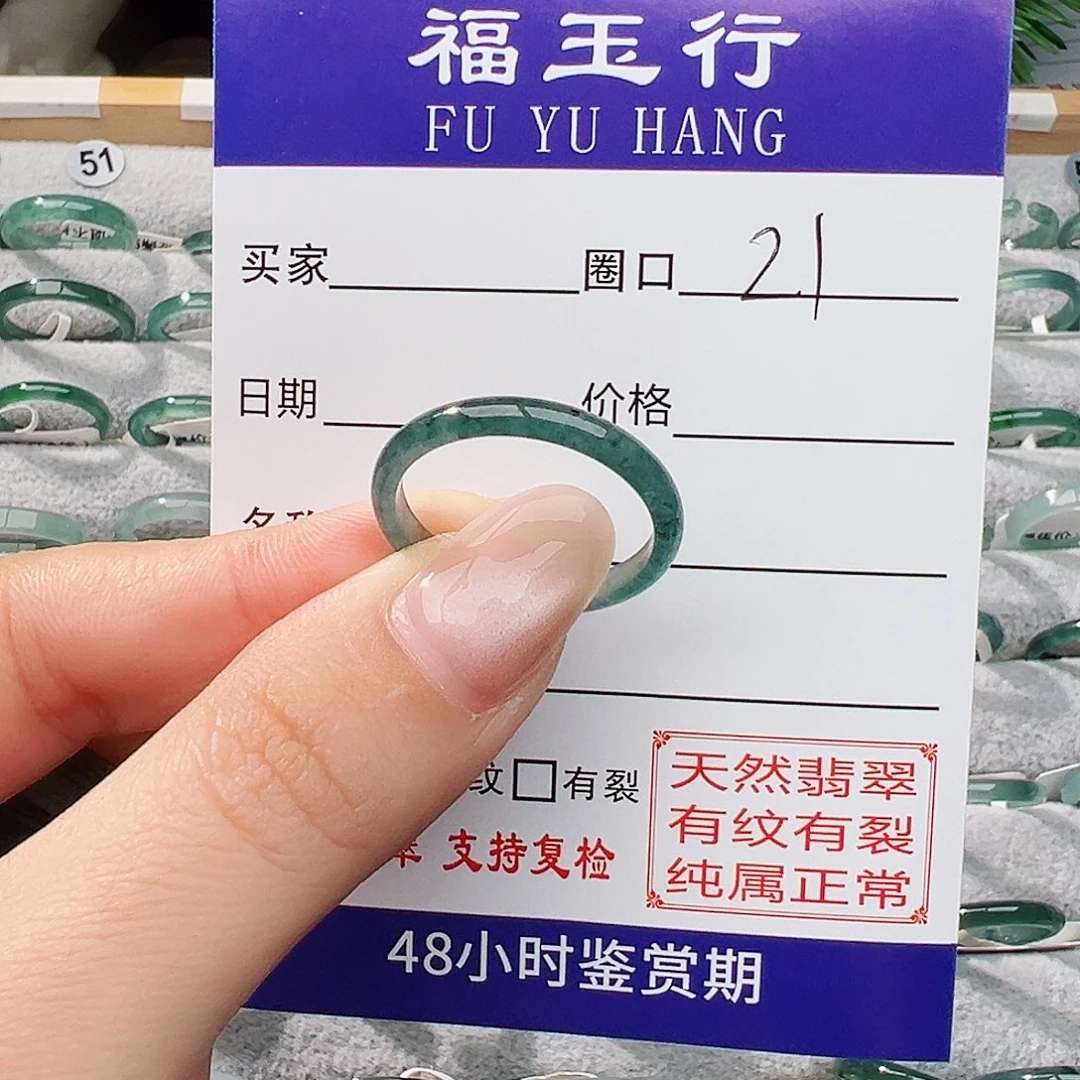 51
福玉行
FU YU HANG
买家 圈口 21
日期 价格
纹 □ 有裂
支持复检
天然翡翠
有纹有裂
纯属正常
48小时鉴赏期